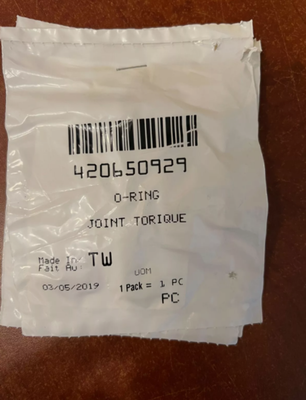 420650929
O-RING
JOINT TORIQUE
Made In: TW
Fait Au:
UOM
03/05/2019 1 Pack = 1 PC
PC